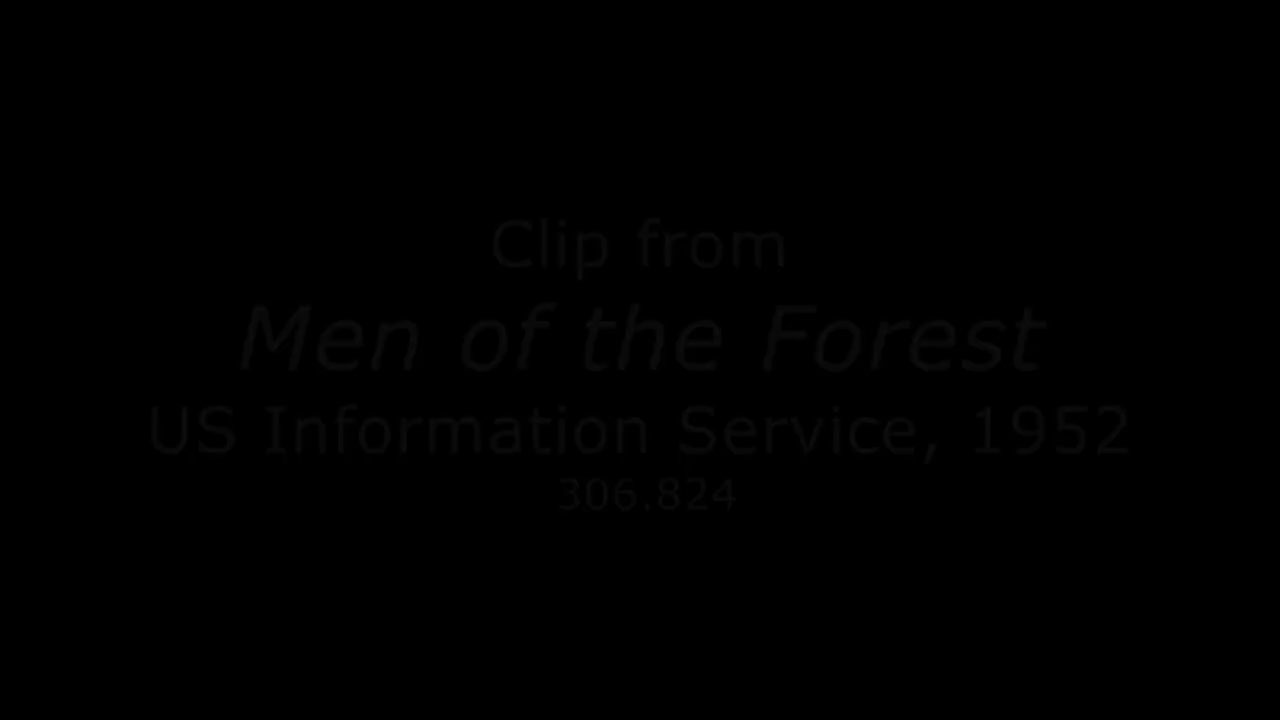 Clip from
Men of the Forest
US Information Service, 1952
306.824